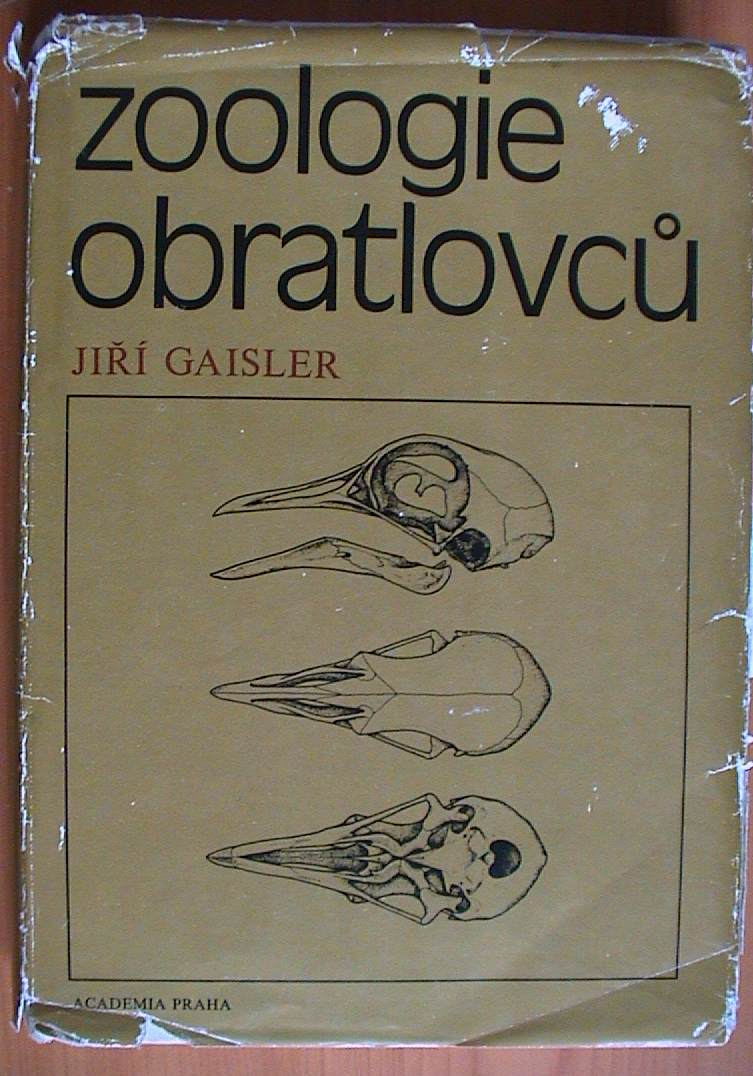 zoologie
obratlovců
JIŘÍ GAISLER
ACADEMIA PRAHA